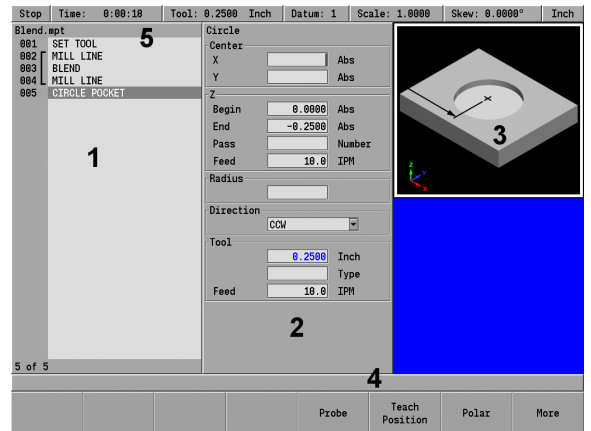 Stop Time: 0:00:18 Tool: 0.2500 Inch Datum: 1 Scale: 1.0000 Skew: 0.0000° Inch
Blend.mpt
5
001 SET TOOL
002 MILL LINE
003 BLEND
004 MILL LINE
005 CIRCLE POCKET
1
5 of 5
Circle
Center
X Abs
Y Abs
Z
Begin 0.0000 Abs
End -0.2500 Abs
Pass Number
Feed 10.0 IPM
Radius
Direction
CCW
Tool
0.2500 Inch
Type
Feed 10.0 IPM
2
3
Z
Y
X
4
Probe Teach Position Polar More